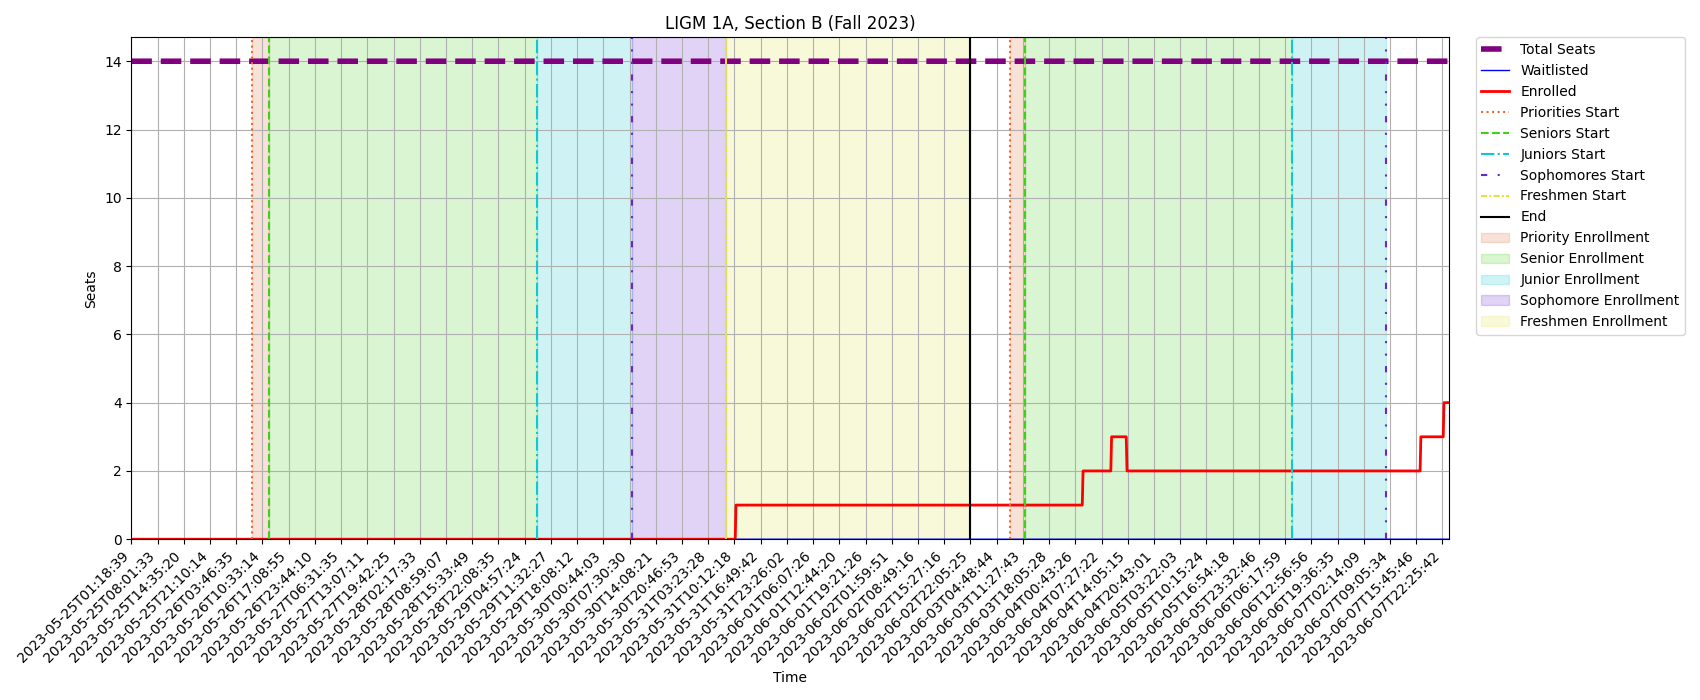 LIGM 1A, Section B (Fall 2023)
Seats
14
12
10
8
6
4
2
0
2023-05-25T01:18:39
2023-05-25T08:01:33
2023-05-25T14:35:20
2023-05-25T21:10:14
2023-05-26T03:46:35
2023-05-26T10:33:14
2023-05-26T17:08:55
2023-05-26T23:44:10
2023-05-27T06:31:35
2023-05-27T13:07:11
2023-05-27T19:42:25
2023-05-28T02:17:33
2023-05-28T08:59:07
2023-05-28T15:33:49
2023-05-28T22:08:35
2023-05-29T04:57:24
2023-05-29T11:32:27
2023-05-29T18:08:12
2023-05-30T00:44:03
2023-05-30T07:30:30
2023-05-30T14:08:21
2023-05-30T20:46:53
2023-05-31T03:23:28
2023-05-31T10:12:18
2023-05-31T16:49:42
2023-05-31T23:26:02
2023-06-01T06:07:26
2023-06-01T12:44:20
2023-06-01T19:21:26
2023-06-02T01:59:51
2023-06-02T08:49:16
2023-06-02T15:27:16
2023-06-02T22:05:25
2023-06-03T04:48:44
2023-06-03T11:27:43
2023-06-03T18:05:28
2023-06-04T00:43:26
2023-06-04T07:27:22
2023-06-04T14:05:15
2023-06-04T20:43:01
2023-06-05T03:22:03
2023-06-05T10:15:24
2023-06-05T16:54:18
2023-06-05T23:32:46
2023-06-06T06:17:59
2023-06-06T12:56:56
2023-06-06T19:36:35
2023-06-07T02:14:09
2023-06-07T09:05:34
2023-06-07T15:45:46
2023-06-07T22:25:42
Time
Total Seats
Waitlisted
Enrolled
Priorities Start
Seniors Start
Juniors Start
Sophomores Start
Freshmen Start
End
Priority Enrollment
Senior Enrollment
Junior Enrollment
Sophomore Enrollment
Freshmen Enrollment